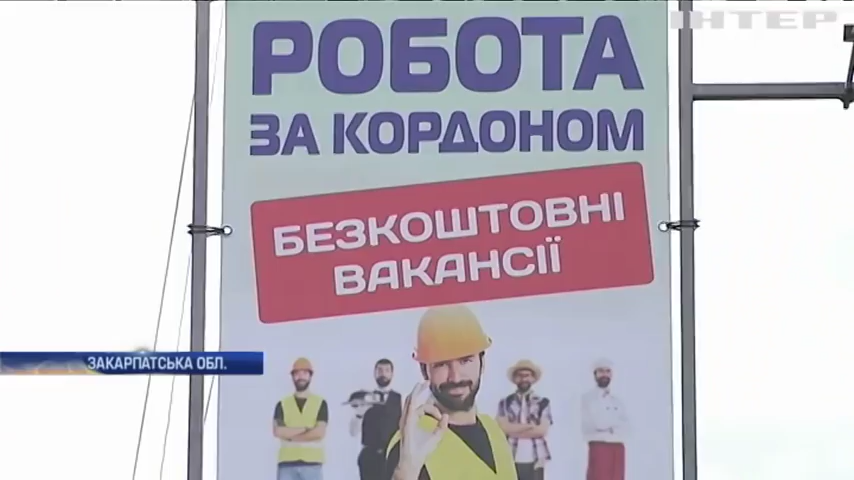 ІНТЕР
РОБОТА
ЗА КОРДОНОМ
БЕЗКОШТОВНІ
ВАКАНСІЇ
ЗАКАРПАТСЬКА ОБЛ.